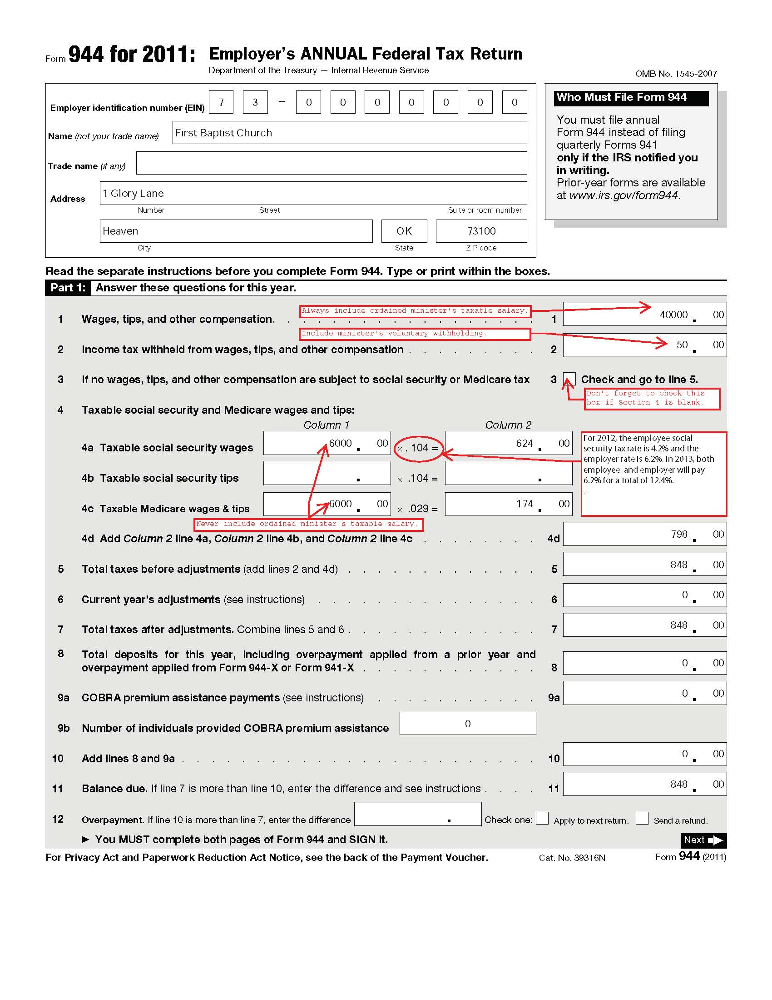 Form 944 for 2011: Employer's ANNUAL Federal Tax Return
Department of the Treasury — Internal Revenue Service
OMB No. 1545-2007
Employer identification number (EIN) 7 3 — 0 0 0 0 0 0 0
Name (not your trade name) First Baptist Church
Trade name (if any)
Address 1 Glory Lane
Number Street Suite or room number
Heaven OK 73100
City State ZIP code
Who Must File Form 944
You must file annual
Form 944 instead of filing
quarterly Forms 941
only if the IRS notified you
in writing.
Prior-year forms are available
at www.irs.gov/form944.
Read the separate instructions before you complete Form 944. Type or print within the boxes.
Part 1: Answer these questions for this year.
Always include ordained minister's taxable salary.
1 Wages, tips, and other compensation. . . . . . . . . . . . . . . . . . 1 40000 . 00
Include minister's voluntary withholding.
2 Income tax withheld from wages, tips, and other compensation . . . . . . . . . 2 50 . 00
3 If no wages, tips, and other compensation are subject to social security or Medicare tax 3 Check and go to line 5.
Don't forget to check this
box if Section 4 is blank.
4 Taxable social security and Medicare wages and tips:
Column 1 Column 2
4a Taxable social security wages 6000 . 00 × . 104 = 624 . 00
4b Taxable social security tips . × .104 = .
4c Taxable Medicare wages & tips 6000 . 00 × .029 = 174 . 00
For 2012, the employee social
security tax rate is 4.2% and the
employer rate is 6.2%. In 2013, both
employee and employer will pay
6.2% for a total of 12.4%.
..
Never include ordained minister's taxable salary.
4d Add Column 2 line 4a, Column 2 line 4b, and Column 2 line 4c . . . . . . . . 4d 798 . 00
5 Total taxes before adjustments (add lines 2 and 4d) . . . . . . . . . . . . . 5 848 . 00
6 Current year's adjustments (see instructions) . . . . . . . . . . . . . . . 6 0 . 00
7 Total taxes after adjustments. Combine lines 5 and 6 . . . . . . . . . . . . . 7 848 . 00
8 Total deposits for this year, including overpayment applied from a prior year and
overpayment applied from Form 944-X or Form 941-X . . . . . . . . . . . . 8 0 . 00
9a COBRA premium assistance payments (see instructions) . . . . . . . . . . . 9a 0 . 00
9b Number of individuals provided COBRA premium assistance 0
10 Add lines 8 and 9a . . . . . . . . . . . . . . . . . . . . . . . . 10 0 . 00
11 Balance due. If line 7 is more than line 10, enter the difference and see instructions . . . . 11 848 . 00
12 Overpayment. If line 10 is more than line 7, enter the difference . Check one: Apply to next return. Send a refund.
► You MUST complete both pages of Form 944 and SIGN it.
Next
For Privacy Act and Paperwork Reduction Act Notice, see the back of the Payment Voucher. Cat. No. 39316N Form 944 (2011)